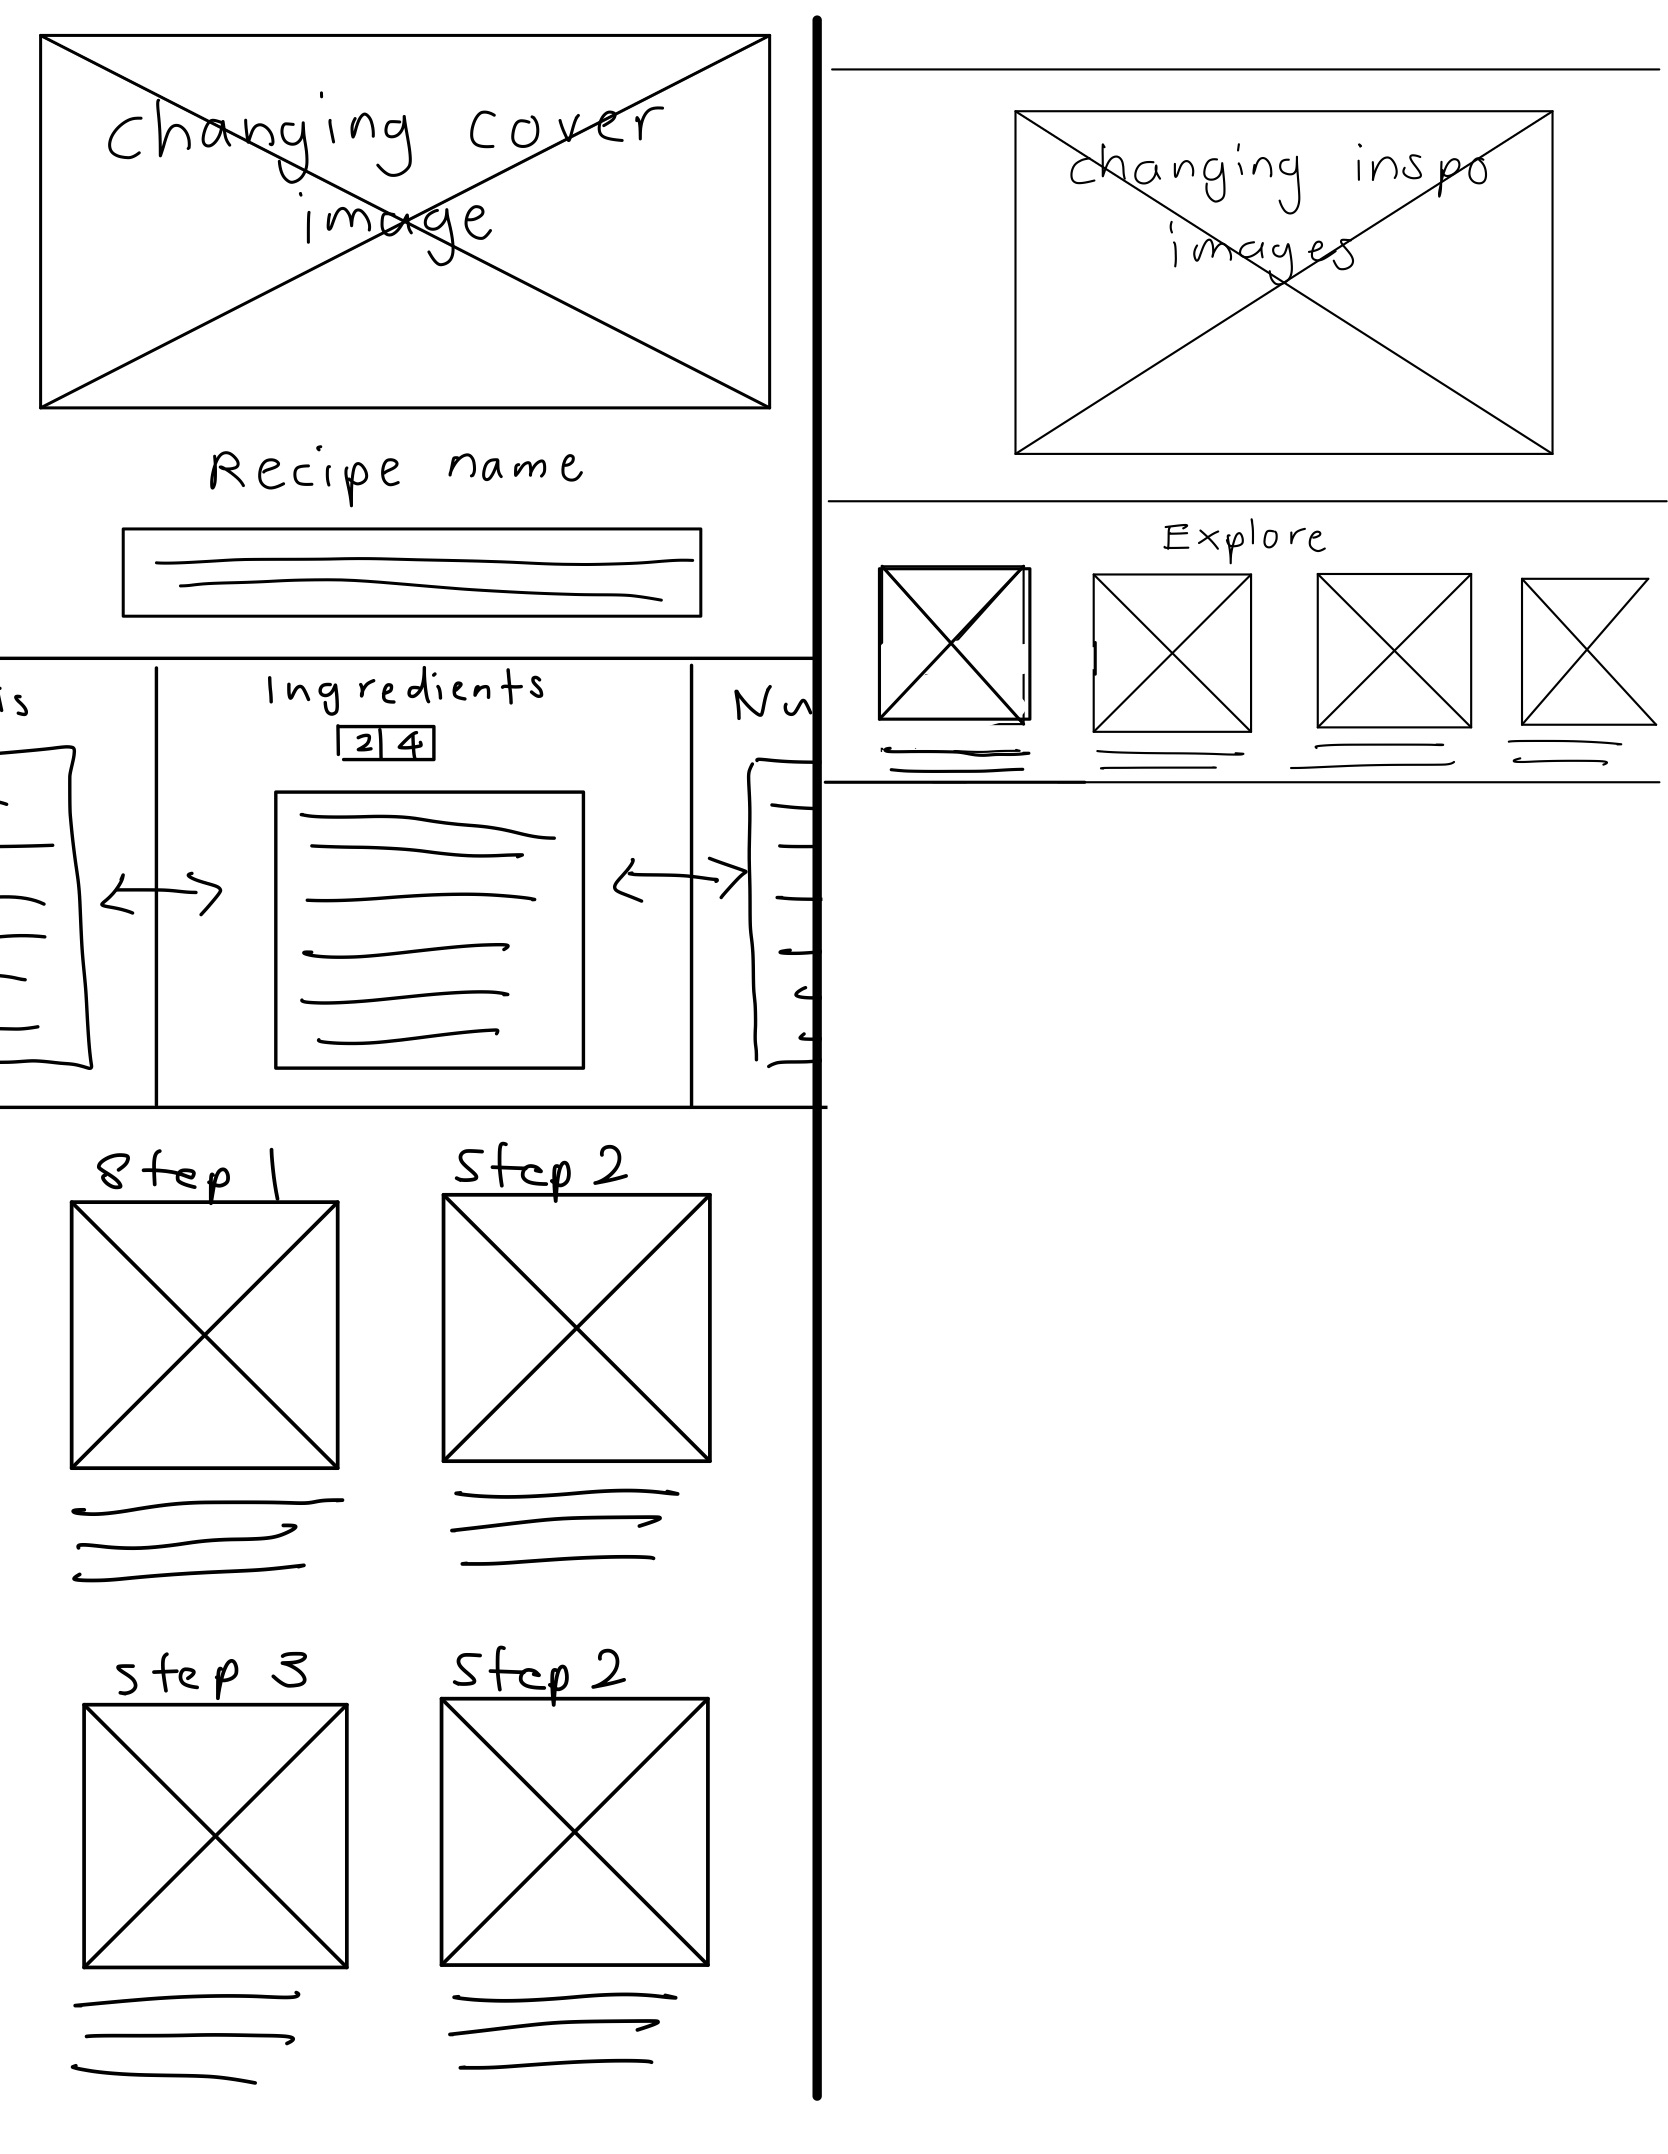 changing cover
image
Recipe name
is
Ingredients
Nu
2 4
Step 1
Step 2
Step 3
Step 2
changing inspo
images
Explore